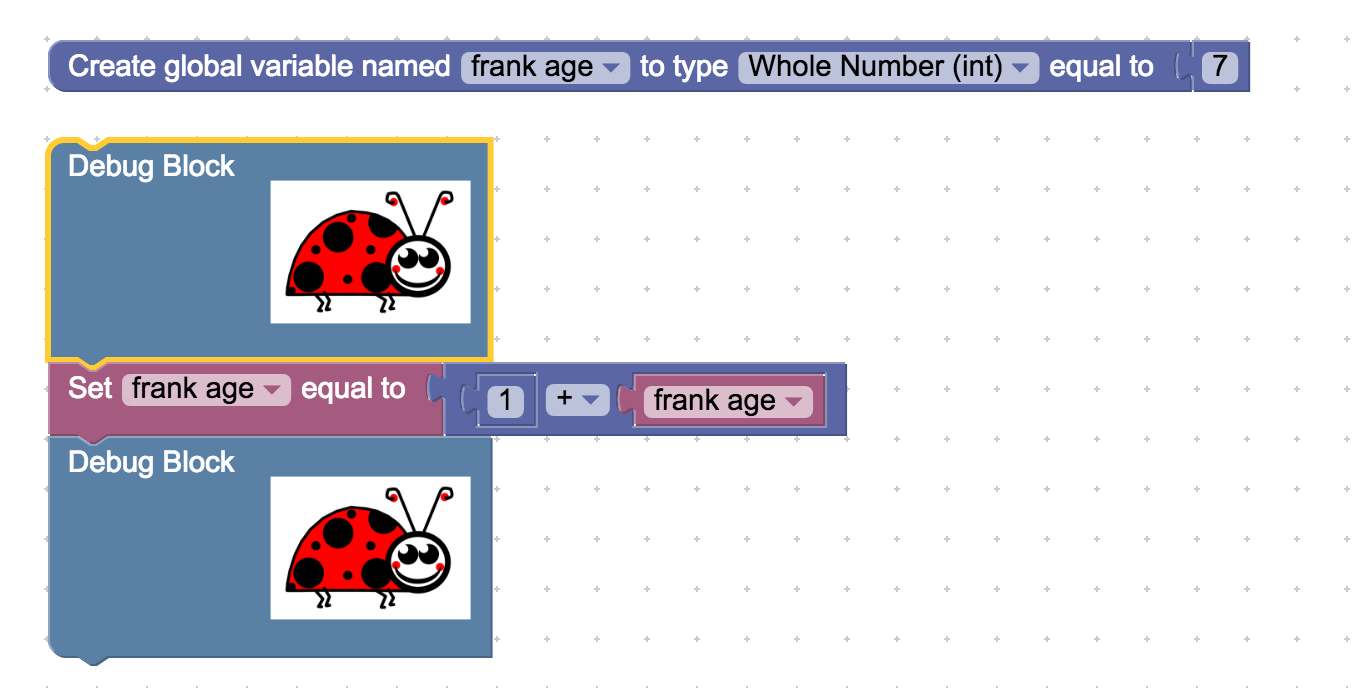 Create global variable named frank age to type Whole Number (int) equal to 7
Debug Block
Set frank age equal to 1 + frank age
Debug Block